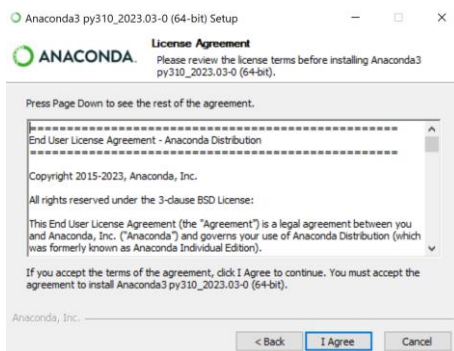 Anaconda3 py310_2023.03-0 (64-bit) Setup
ANACONDA.
License Agreement
Please review the license terms before installing Anaconda3
py310_2023.03-0 (64-bit).
Press Page Down to see the rest of the agreement.
==================================================
End User License Agreement - Anaconda Distribution
==================================================
Copyright 2015-2023, Anaconda, Inc.
All rights reserved under the 3-clause BSD License:
This End User License Agreement (the "Agreement") is a legal agreement between you
and Anaconda, Inc. ("Anaconda") and governs your use of Anaconda Distribution (which
was formerly known as Anaconda Individual Edition).
If you accept the terms of the agreement, click I Agree to continue. You must accept the
agreement to install Anaconda3 py310_2023.03-0 (64-bit).
Anaconda, Inc.
< Back
I Agree
Cancel